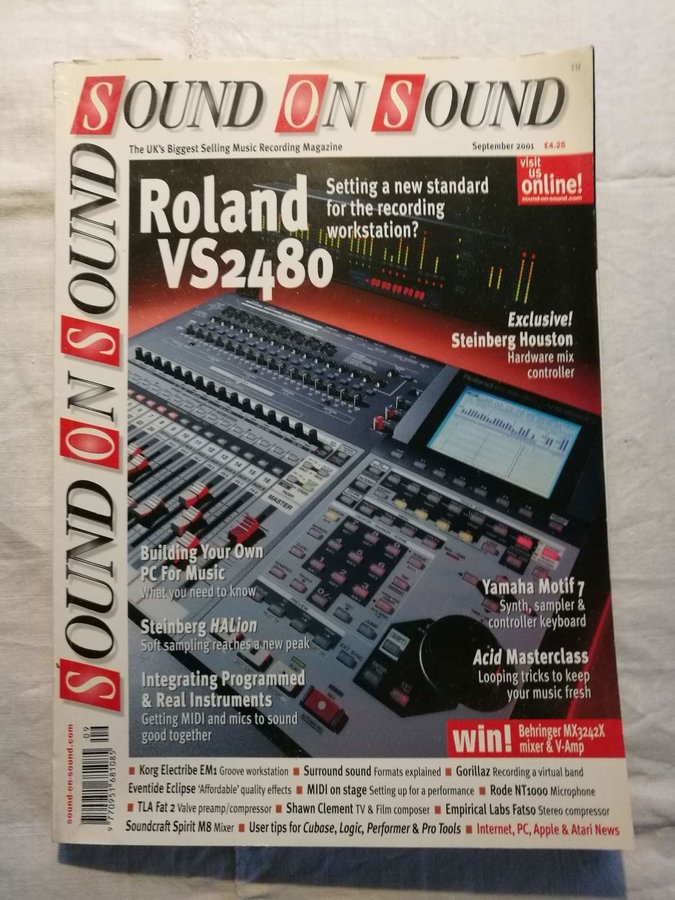 SOUND ON SOUND
TM
The UK's Biggest Selling Music Recording Magazine
September 2001 £4.25
SOUND ON SOUND
visit
us
online!
sound-on-sound.com
Roland
VS2480
Setting a new standard
for the recording
workstation?
Exclusive!
Steinberg Houston
Hardware mix
controller
Roland
MASTER
Building Your Own
PC For Music
What you need to know
Steinberg HALion
Soft sampling reaches a new peak
Integrating Programmed
& Real Instruments
Getting MIDI and mics to sound
good together
Yamaha Motif 7
Synth, sampler &
controller keyboard
Acid Masterclass
Looping tricks to keep
your music fresh
win! Behringer MX3242X
mixer & V-Amp
sound-on-sound.com
09
9 770951 681085
Korg Electribe EM1 Groove workstation ■ Surround sound Formats explained ■ Gorillaz Recording a virtual band
Eventide Eclipse 'Affordable' quality effects ■ MIDI on stage Setting up for a performance ■ Rode NT1000 Microphone
■ TLA Fat 2 Valve preamp/compressor ■ Shawn Clement TV & Film composer ■ Empirical Labs Fatso Stereo compressor
Soundcraft Spirit M8 Mixer ■ User tips for Cubase, Logic, Performer & Pro Tools ■ Internet, PC, Apple & Atari News